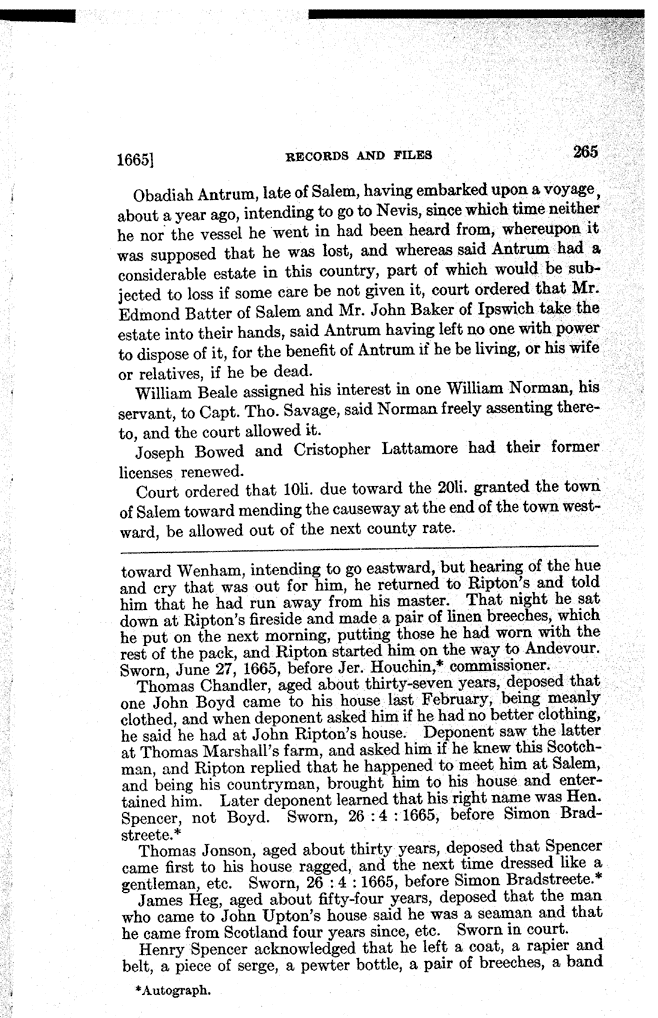 1665] RECORDS AND FILES 265
Obadiah Antrum, late of Salem, having embarked upon a voyage,
about a year ago, intending to go to Nevis, since which time neither
he nor the vessel he went in had been heard from, whereupon it
was supposed that he was lost, and whereas said Antrum had a
considerable estate in this country, part of which would be sub-
jected to loss if some care be not given it, court ordered that Mr.
Edmond Batter of Salem and Mr. John Baker of Ipswich take the
estate into their hands, said Antrum having left no one with power
to dispose of it, for the benefit of Antrum if he be living, or his wife
or relatives, if he be dead.
William Beale assigned his interest in one William Norman, his
servant, to Capt. Tho. Savage, said Norman freely assenting there-
to, and the court allowed it.
Joseph Bowed and Cristopher Lattamore had their former
licenses renewed.
Court ordered that 10li. due toward the 20li. granted the town
of Salem toward mending the causeway at the end of the town west-
ward, be allowed out of the next county rate.
toward Wenham, intending to go eastward, but hearing of the hue
and cry that was out for him, he returned to Ripton's and told
him that he had run away from his master. That night he sat
down at Ripton's fireside and made a pair of linen breeches, which
he put on the next morning, putting those he had worn with the
rest of the pack, and Ripton started him on the way to Andevour.
Sworn, June 27, 1665, before Jer. Houchin,* commissioner.
Thomas Chandler, aged about thirty-seven years, deposed that
one John Boyd came to his house last February, being meanly
clothed, and when deponent asked him if he had no better clothing,
he said he had at John Ripton's house. Deponent saw the latter
at Thomas Marshall's farm, and asked him if he knew this Scotch-
man, and Ripton replied that he happened to meet him at Salem,
and being his countryman, brought him to his house and enter-
tained him. Later deponent learned that his right name was Hen.
Spencer, not Boyd. Sworn, 26 : 4 : 1665, before Simon Brad-
streete.*
Thomas Jonson, aged about thirty years, deposed that Spencer
came first to his house ragged, and the next time dressed like a
gentleman, etc. Sworn, 26 : 4 : 1665, before Simon Bradstreete.*
James Heg, aged about fifty-four years, deposed that the man
who came to John Upton's house said he was a seaman and that
he came from Scotland four years since, etc. Sworn in court.
Henry Spencer acknowledged that he left a coat, a rapier and
belt, a piece of serge, a pewter bottle, a pair of breeches, a band
*Autograph.